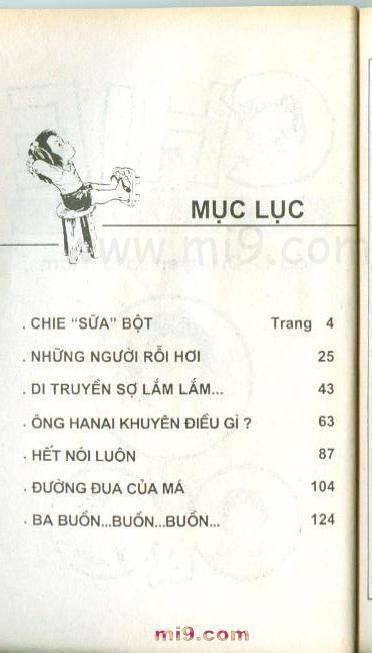 MỤC LỤC
www.mi9.com
. CHIE “SỮA” BỘT Trang 4
. NHỮNG NGƯỜI RỖI HƠI 25
. DI TRUYỀN SỢ LẮM LẮM... 43
. ÔNG HANAI KHUYÊN ĐIỀU GÌ ? 63
. HẾT NÓI LUÔN 87
. ĐƯỜNG ĐUA CỦA MÁ 104
. BA BUỒN...BUỒN...BUỒN... 124
mi9.com